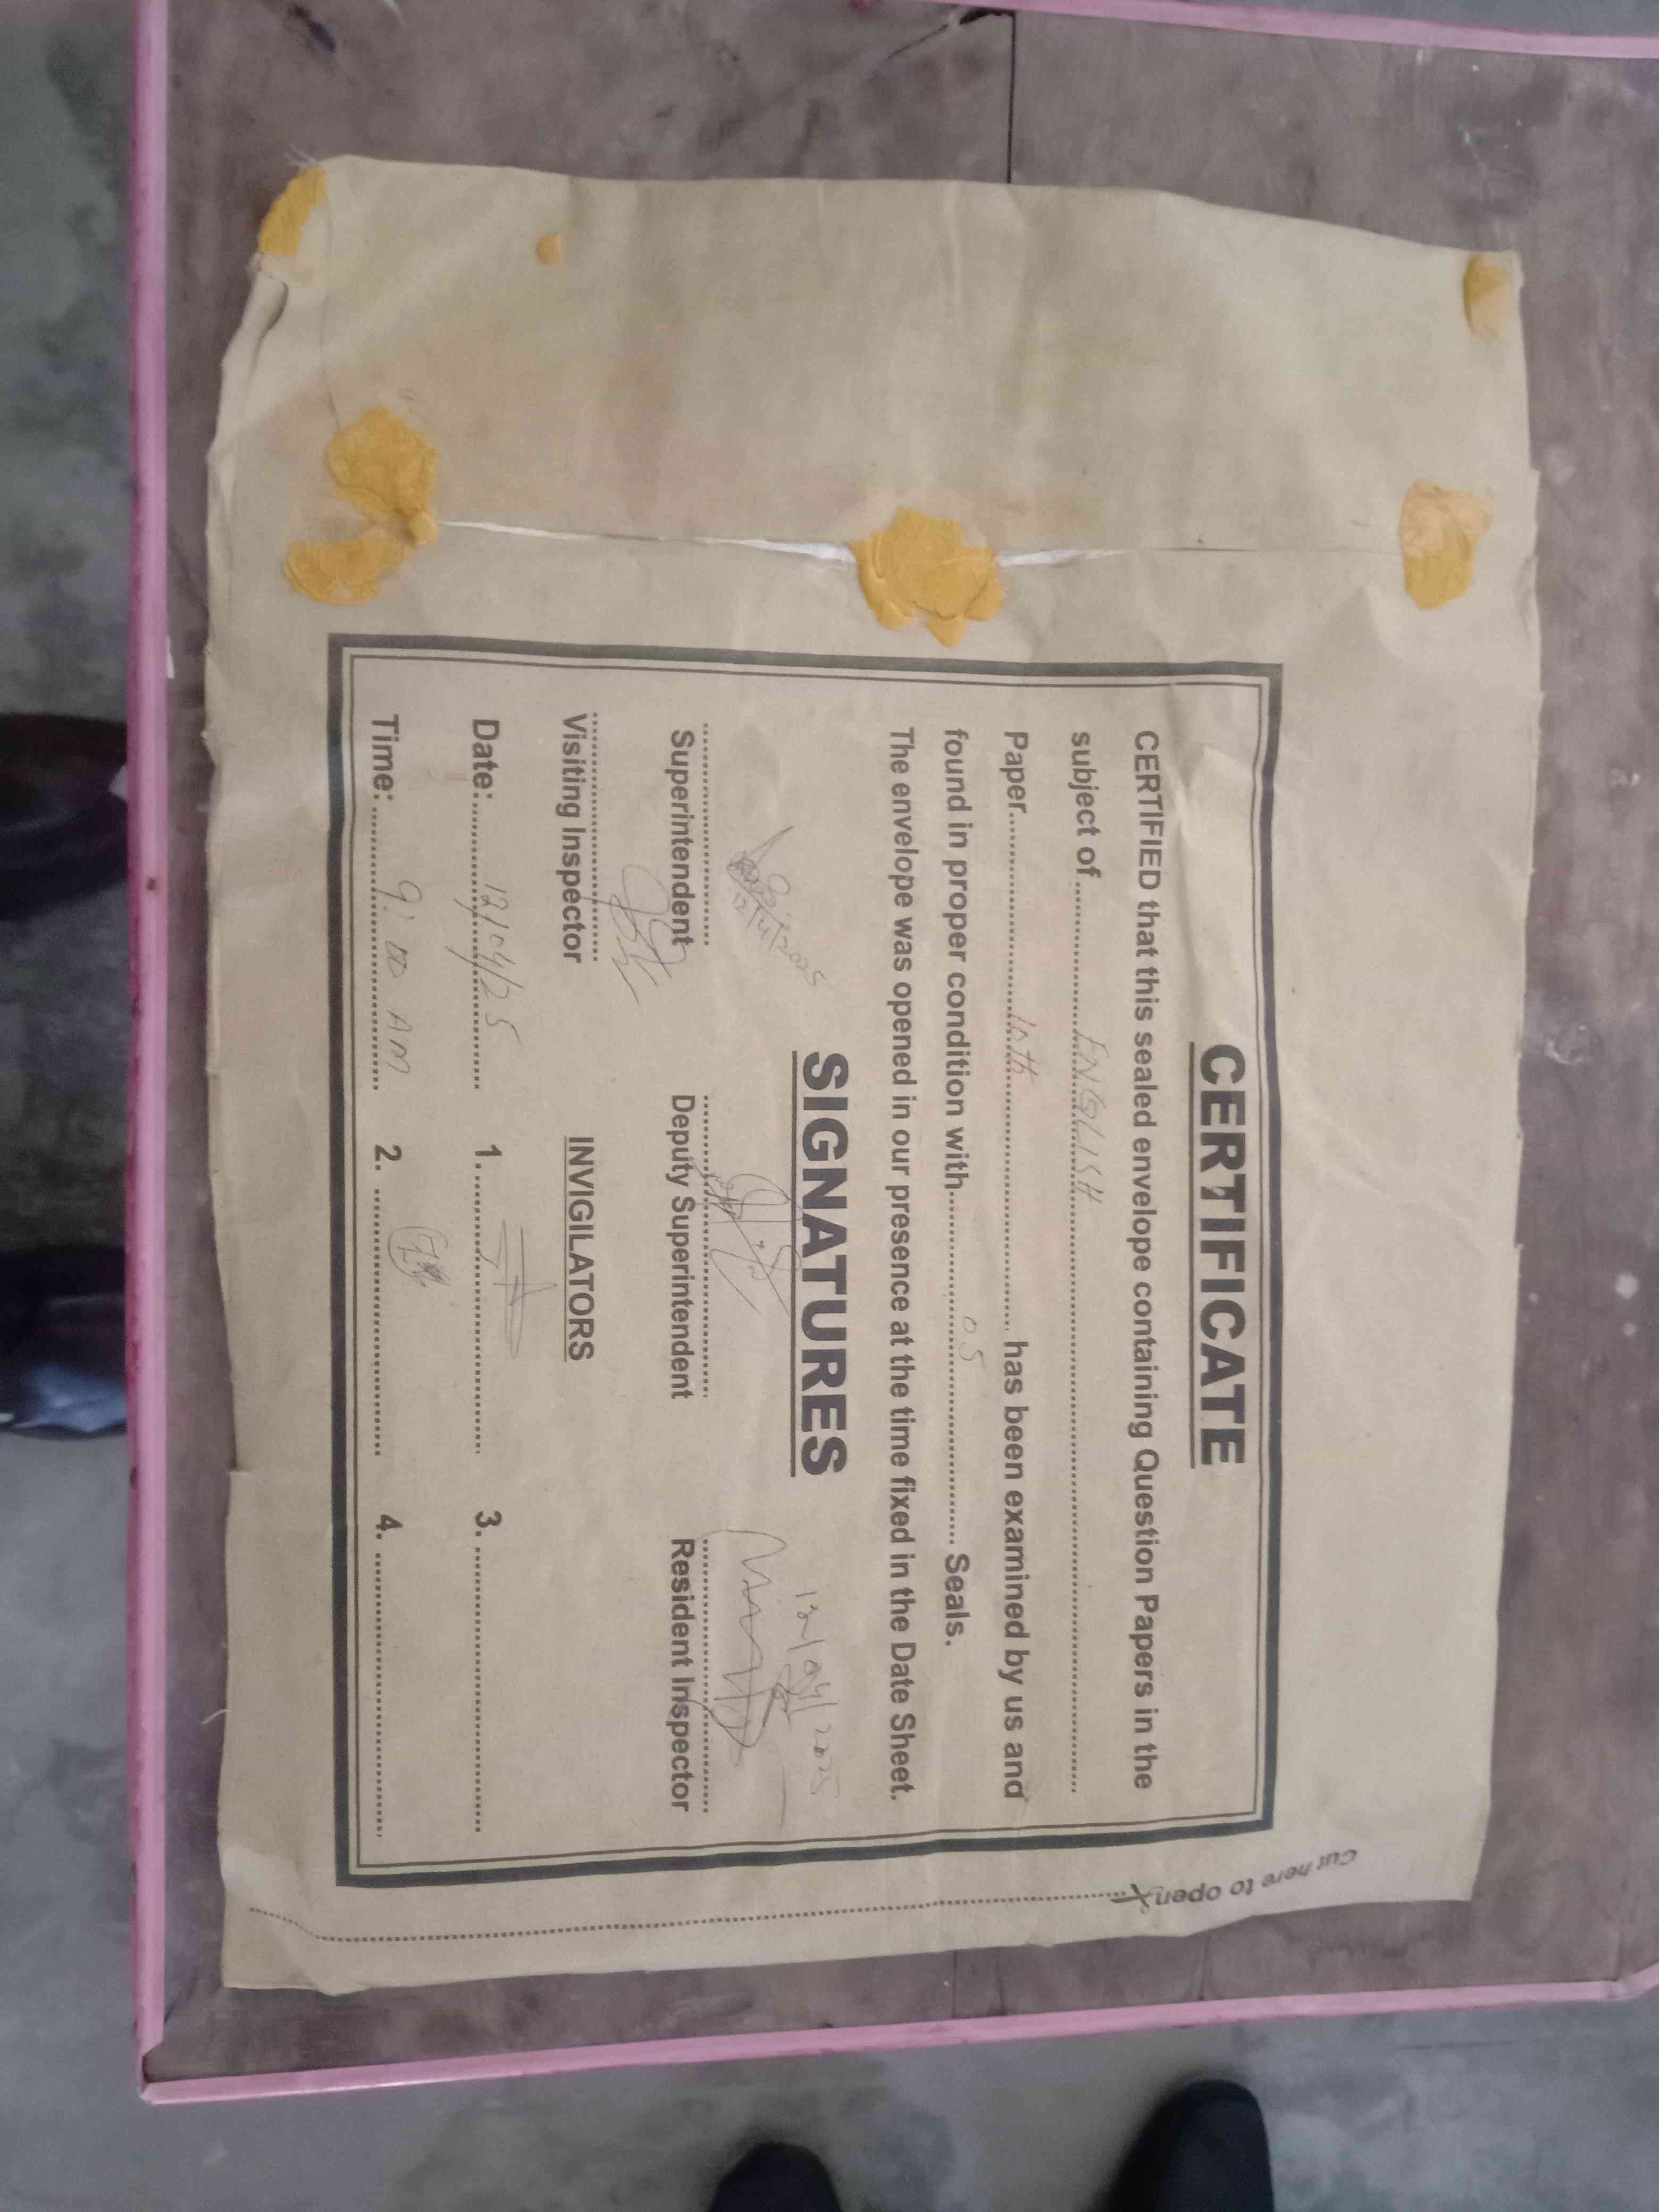 CERTIFICATE
CERTIFIED that this sealed envelope containing Question Papers in the
subject of ENGLISH
Paper 10th has been examined by us and
found in proper condition with 05 Seals.
The envelope was opened in our presence at the time fixed in the Date Sheet.
SIGNATURES
12/4/2025
12/04/2025
Superintendent Deputy Superintendent Resident Inspector
Visiting Inspector INVIGILATORS
Date: 12/04/25 1. 3.
Time: 9:00 AM 2. 4.
Cut here to open